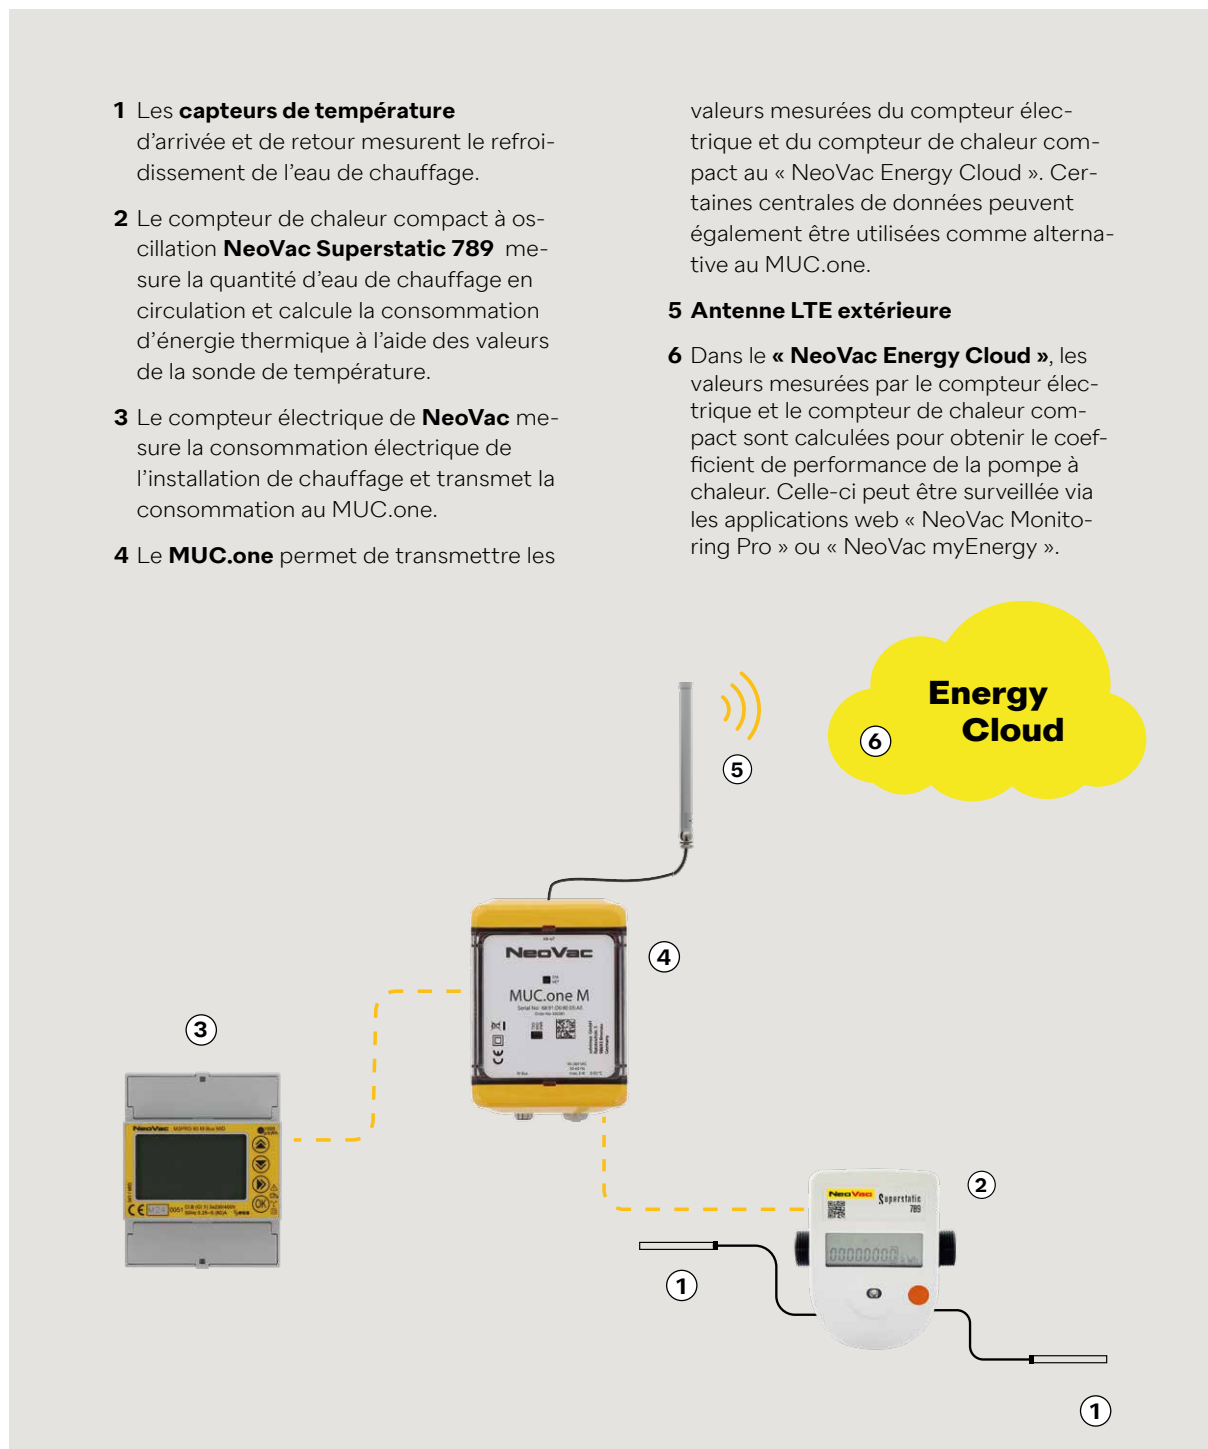 1 Les capteurs de température
d'arrivée et de retour mesurent le refroi-
dissement de l'eau de chauffage.
2 Le compteur de chaleur compact à os-
cillation NeoVac Superstatic 789 me-
sure la quantité d'eau de chauffage en
circulation et calcule la consommation
d'énergie thermique à l'aide des valeurs
de la sonde de température.
3 Le compteur électrique de NeoVac me-
sure la consommation électrique de
l'installation de chauffage et transmet la
consommation au MUC.one.
4 Le MUC.one permet de transmettre les
valeurs mesurées du compteur élec-
trique et du compteur de chaleur com-
pact au « NeoVac Energy Cloud ». Cer-
taines centrales de données peuvent
également être utilisées comme alterna-
tive au MUC.one.
5 Antenne LTE extérieure
6 Dans le « NeoVac Energy Cloud », les
valeurs mesurées par le compteur élec-
trique et le compteur de chaleur com-
pact sont calculées pour obtenir le coef-
ficient de performance de la pompe à
chaleur. Celle-ci peut être surveillée via
les applications web « NeoVac Monito-
ring Pro » ou « NeoVac myEnergy ».
Energy
Cloud
6
5
4
NeoVac
MUC.one M
3
NeoVac M3PRO 80 M-Bus MID
OK
CE M24 0051
2
NeoVac
Superstatic
789
1
1